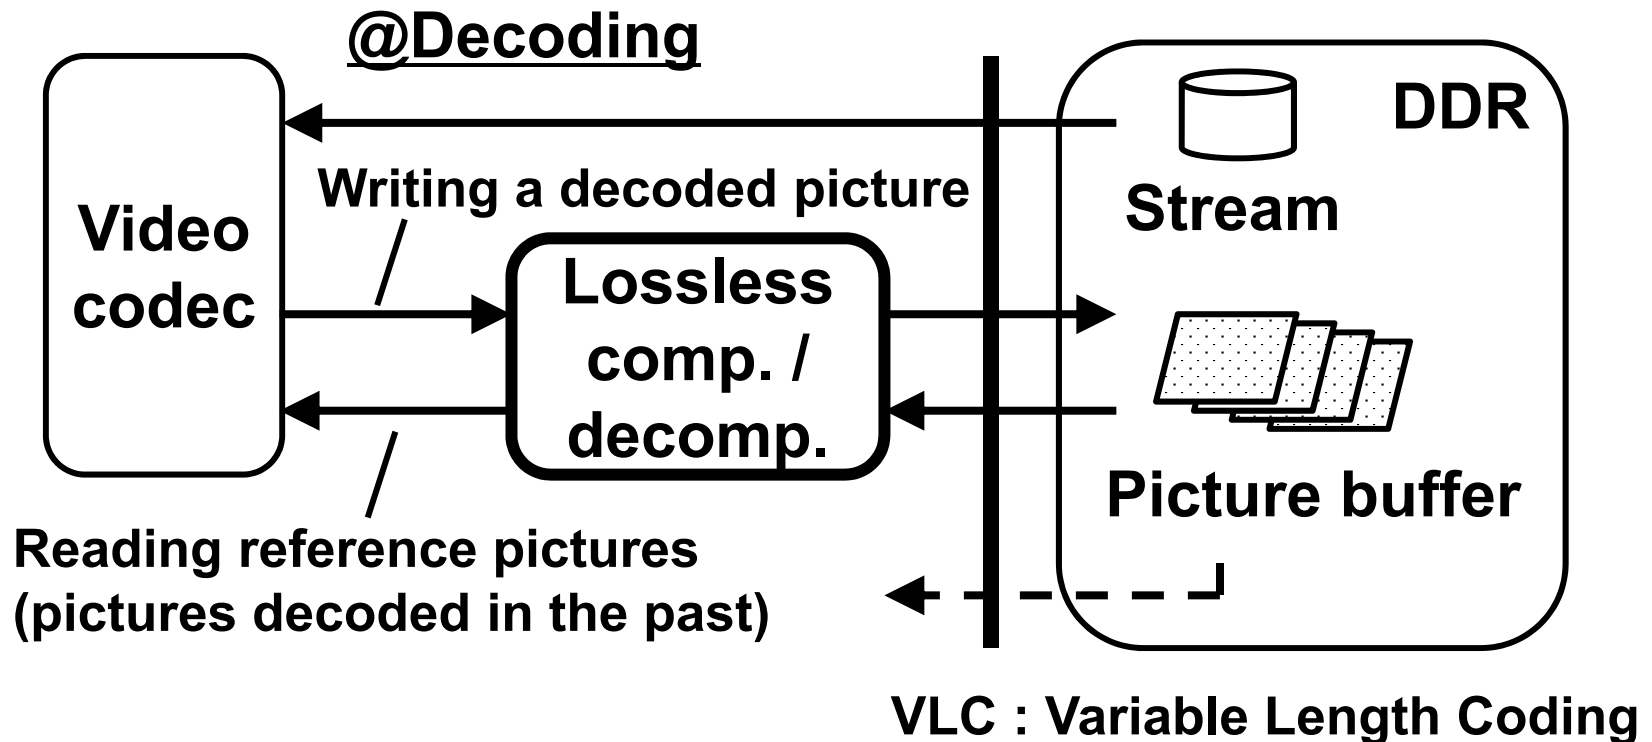 @Decoding
DDR
Writing a decoded picture
Stream
Video
codec
Lossless
comp. /
decomp.
Picture buffer
Reading reference pictures
(pictures decoded in the past)
VLC : Variable Length Coding